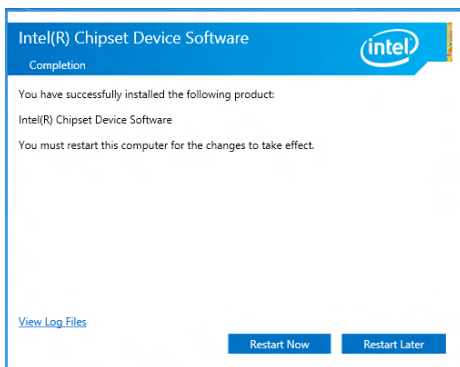 Intel(R) Chipset Device Software
Completion
intel
You have successfully installed the following product:
Intel(R) Chipset Device Software
You must restart this computer for the changes to take effect.
View Log Files
Restart Now
Restart Later